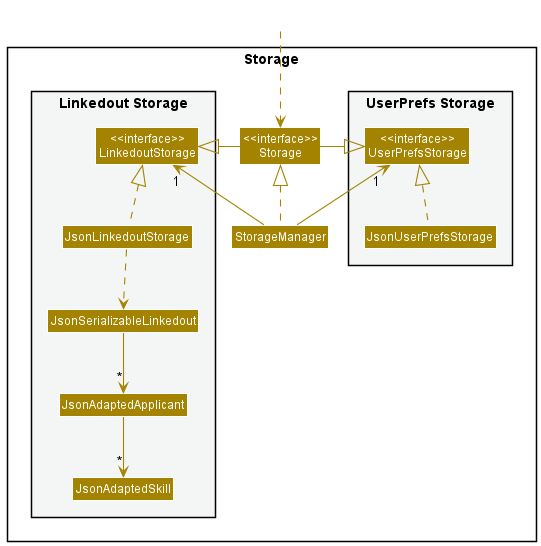 Storage
Linkedout Storage
UserPrefs Storage
<<interface>>
LinkedoutStorage
<<interface>>
Storage
<<interface>>
UserPrefsStorage
1
1
JsonLinkedoutStorage
StorageManager
JsonUserPrefsStorage
JsonSerializableLinkedout
*
JsonAdaptedApplicant
*
JsonAdaptedSkill